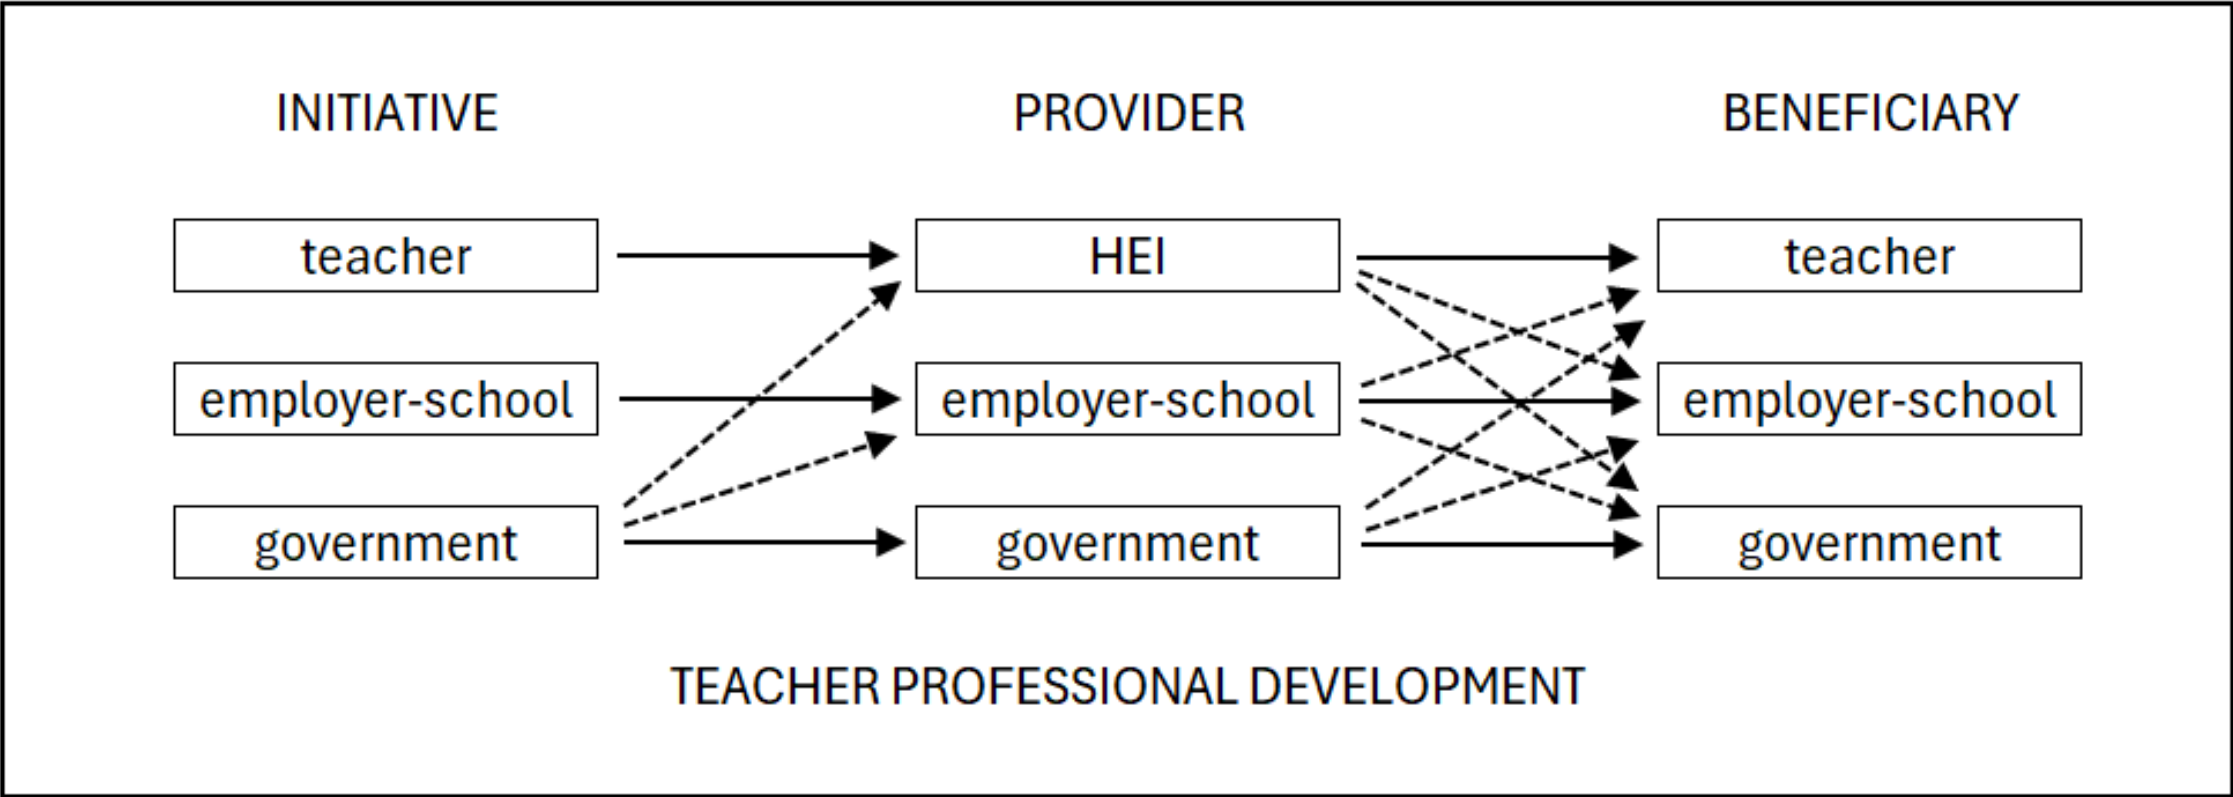 INITIATIVE PROVIDER BENEFICIARY
teacher HEI teacher
employer-school employer-school employer-school
government government government
TEACHER PROFESSIONAL DEVELOPMENT